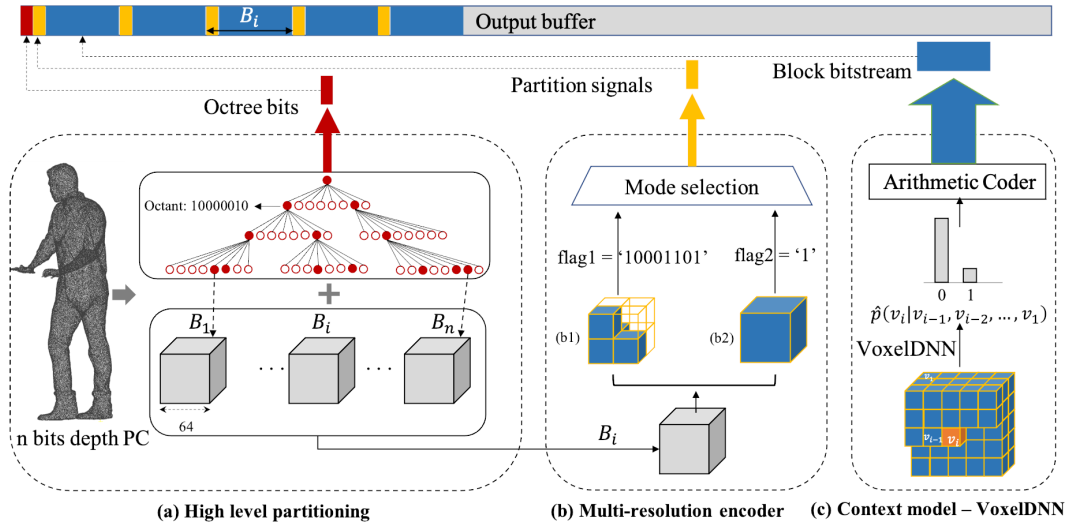 B_i
Output buffer
Octree bits
Partition signals
Block bitstream
Octant: 10000010
+
B_1
B_i
B_n
64
n bits depth PC
B_i
(a) High level partitioning
Mode selection
flag1 = ‘10001101’
flag2 = ‘1’
(b1)
(b2)
(b) Multi-resolution encoder
Arithmetic Coder
0 1
p̂(v_i|v_{i-1}, v_{i-2}, ..., v_1)
VoxelDNN
v_1
v_{i-1}
v_i
(c) Context model – VoxelDNN